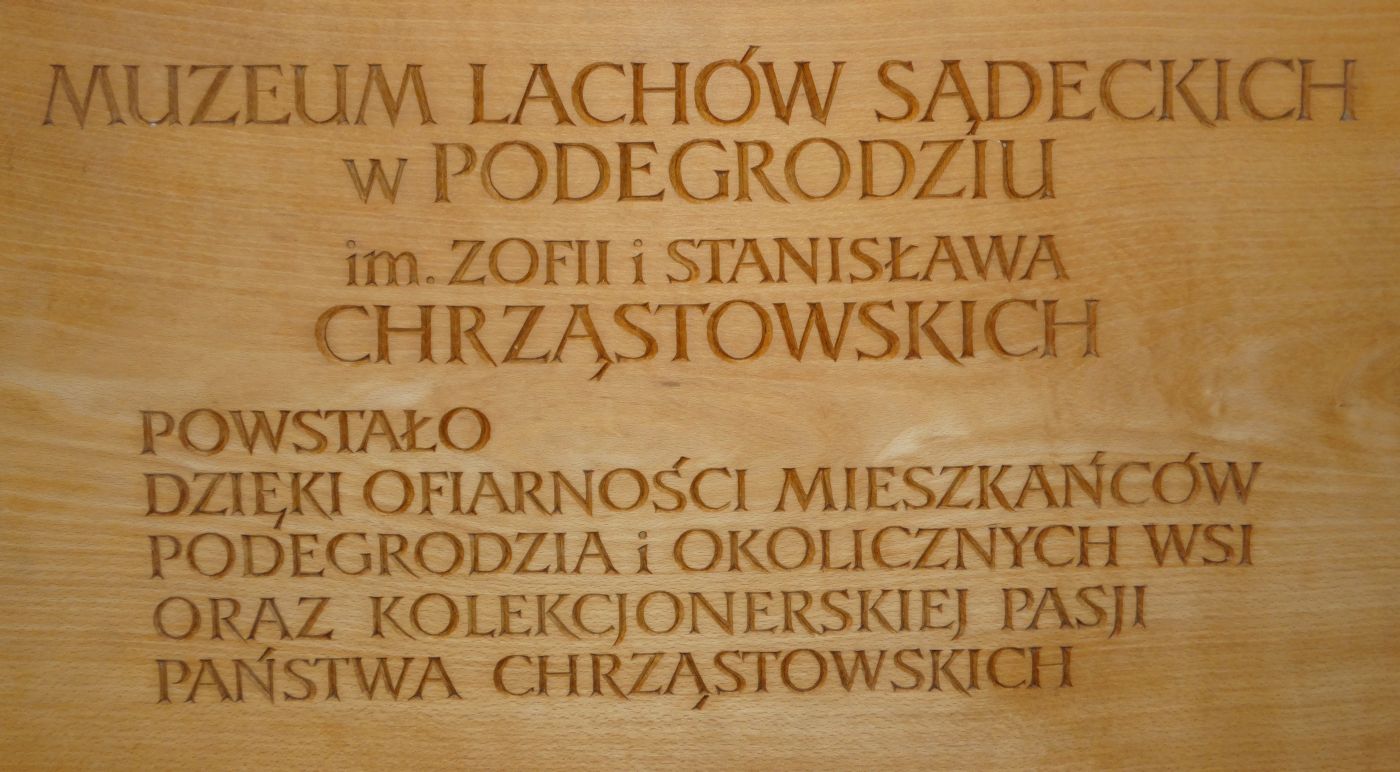 MUZEUM LACHÓW SĄDECKICH
w PODEGRODZIU
im. ZOFII i STANISŁAWA
CHRZĄSTOWSKICH
POWSTAŁO
DZIĘKI OFIARNOŚCI MIESZKAŃCÓW
PODEGRODZIA i OKOLICZNYCH WSI
ORAZ KOLEKCJONERSKIEJ PASJI
PAŃSTWA CHRZĄSTOWSKICH